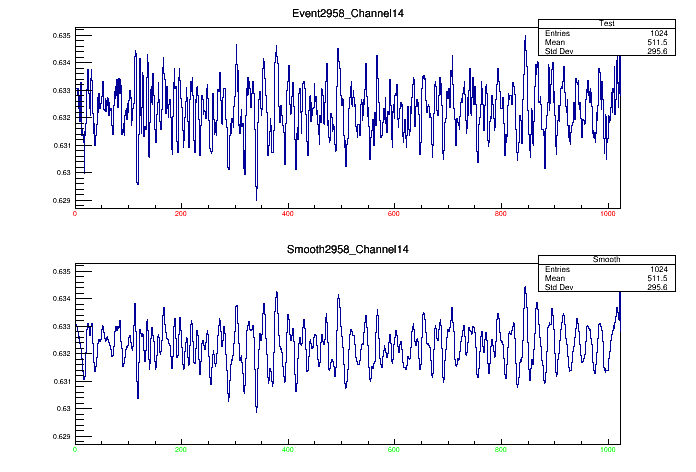 Event2958_Channel14
Test
Entries 1024
Mean 511.5
Std Dev 295.6
0.635
0.634
0.633
0.632
0.631
0.63
0.629
0 200 400 600 800 1000
Smooth2958_Channel14
Smooth
Entries 1024
Mean 511.5
Std Dev 295.6
0.635
0.634
0.633
0.632
0.631
0.63
0.629
0 200 400 600 800 1000